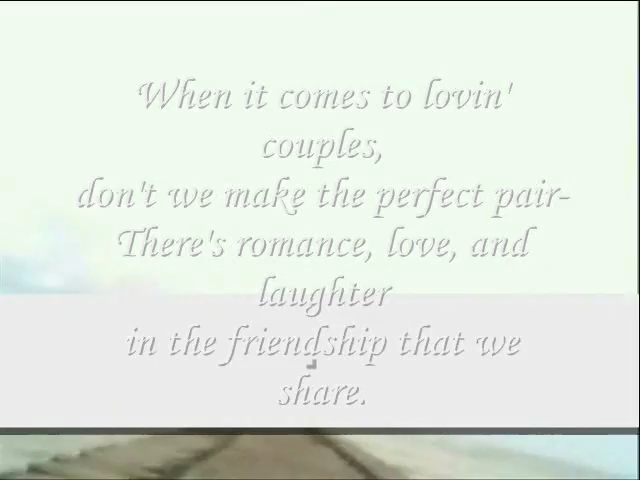 When it comes to lovin'
couples,
don't we make the perfect pair-
There's romance, love, and
laughter
in the friendship that we
share.